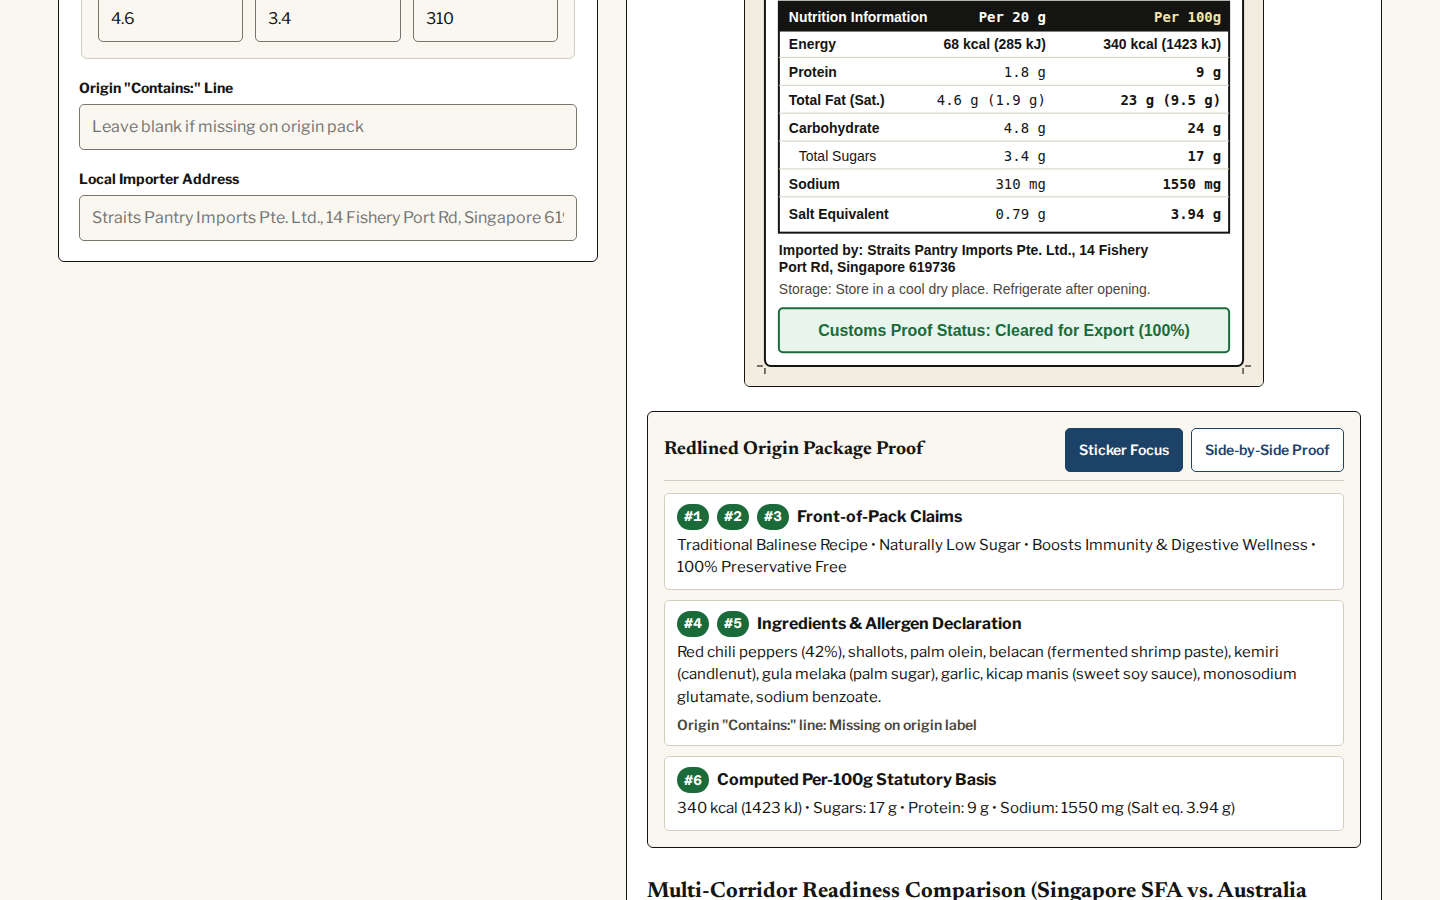 4.6
3.4
310
Origin "Contains:" Line
Leave blank if missing on origin pack
Local Importer Address
Straits Pantry Imports Pte. Ltd., 14 Fishery Port Rd, Singapore 61
Nutrition Information Per 20 g Per 100g
Energy 68 kcal (285 kJ) 340 kcal (1423 kJ)
Protein 1.8 g 9 g
Total Fat (Sat.) 4.6 g (1.9 g) 23 g (9.5 g)
Carbohydrate 4.8 g 24 g
Total Sugars 3.4 g 17 g
Sodium 310 mg 1550 mg
Salt Equivalent 0.79 g 3.94 g
Imported by: Straits Pantry Imports Pte. Ltd., 14 Fishery
Port Rd, Singapore 619736
Storage: Store in a cool dry place. Refrigerate after opening.
Customs Proof Status: Cleared for Export (100%)
Redlined Origin Package Proof
Sticker Focus
Side-by-Side Proof
#1 #2 #3 Front-of-Pack Claims
Traditional Balinese Recipe • Naturally Low Sugar • Boosts Immunity & Digestive Wellness •
100% Preservative Free
#4 #5 Ingredients & Allergen Declaration
Red chili peppers (42%), shallots, palm olein, belacan (fermented shrimp paste), kemiri
(candlenut), gula melaka (palm sugar), garlic, kicap manis (sweet soy sauce), monosodium
glutamate, sodium benzoate.
Origin "Contains:" line: Missing on origin label
#6 Computed Per-100g Statutory Basis
340 kcal (1423 kJ) • Sugars: 17 g • Protein: 9 g • Sodium: 1550 mg (Salt eq. 3.94 g)
Multi-Corridor Readiness Comparison (Singapore SFA vs. Australia